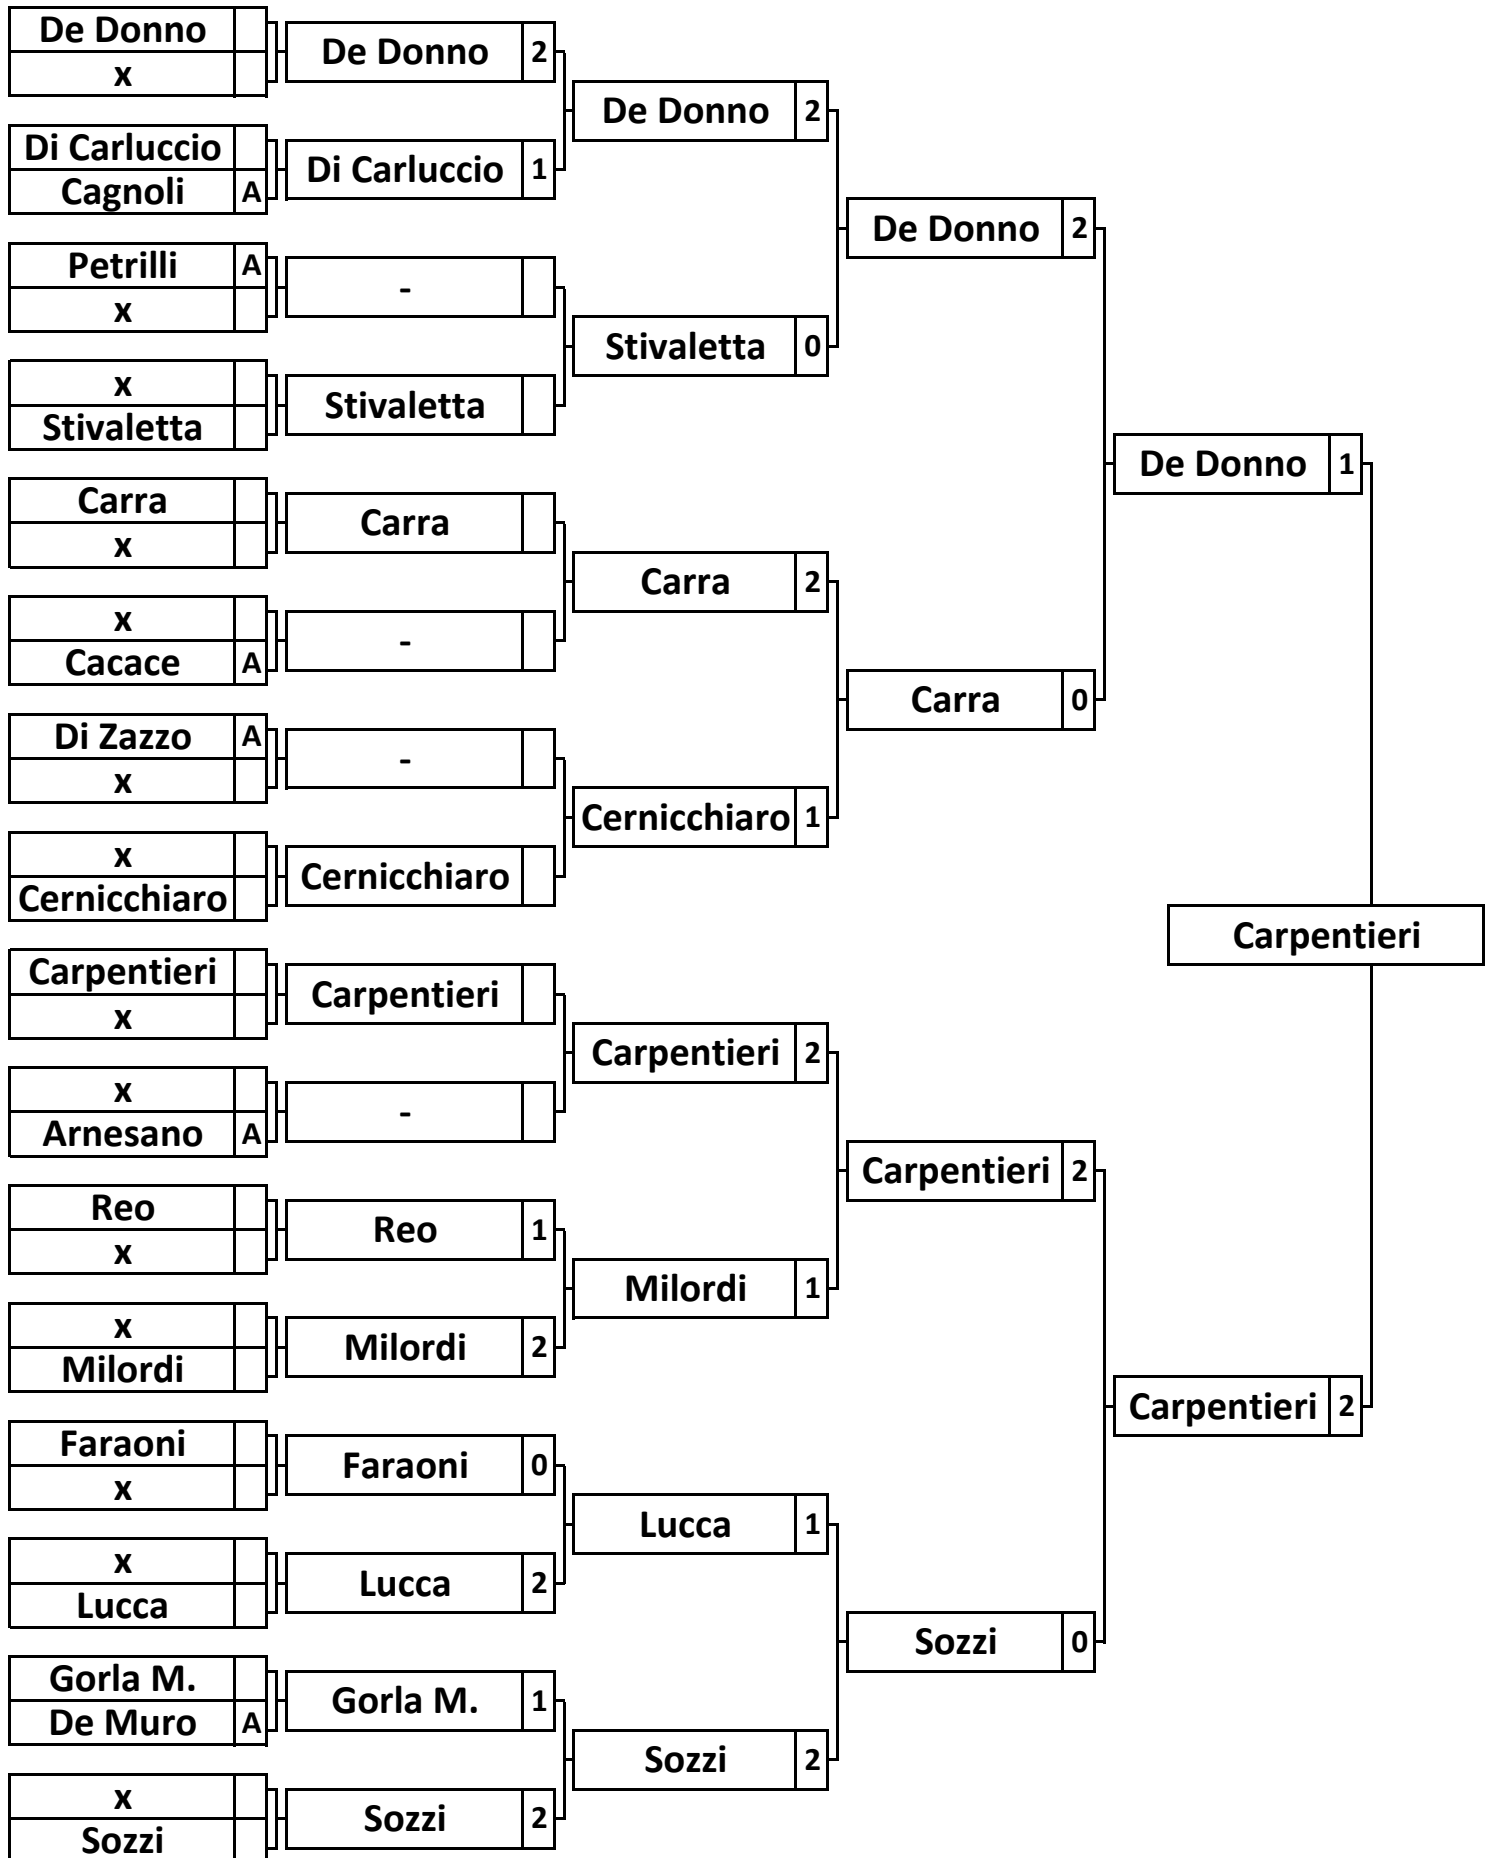 De Donno
x
Di Carluccio
Cagnoli A
Petrilli A
x
x
Stivaletta
Carra
x
x
Cacace A
Di Zazzo A
x
x
Cernicchiaro
Carpentieri
x
x
Arnesano A
Reo
x
x
Milordi
Faraoni
x
x
Lucca
Gorla M.
De Muro A
x
Sozzi
De Donno 2
Di Carluccio 1
-
Stivaletta
Carra
-
-
Cernicchiaro
Carpentieri
-
Reo 1
Milordi 2
Faraoni 0
Lucca 2
Gorla M. 1
Sozzi 2
De Donno 2
Stivaletta 0
Carra 2
Cernicchiaro 1
Carpentieri 2
Milordi 1
Lucca 1
Sozzi 2
De Donno 2
Carra 0
Carpentieri 2
Sozzi 0
De Donno 1
Carpentieri 2
Carpentieri